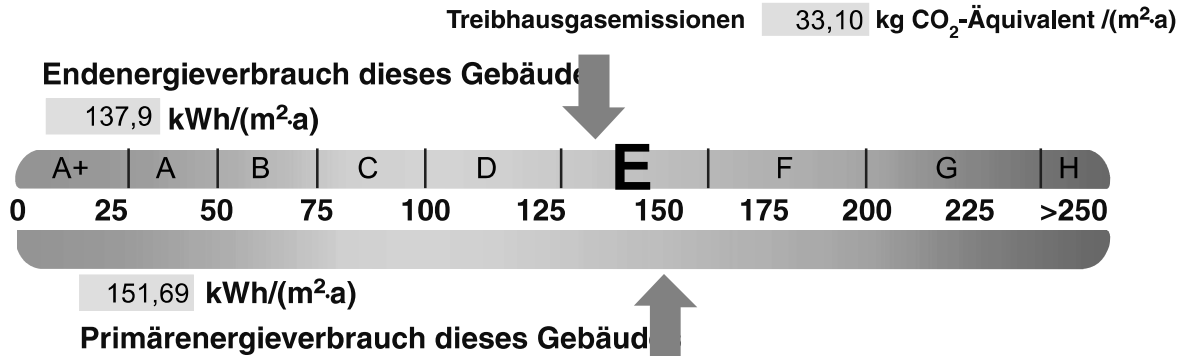 Treibhausgasemissionen 33,10 kg CO₂-Äquivalent /(m²·a)
Endenergieverbrauch dieses Gebäude
137,9 kWh/(m²·a)
A+ A B C D E F G H
0 25 50 75 100 125 150 175 200 225 >250
151,69 kWh/(m²·a)
Primärenergieverbrauch dieses Gebäudes